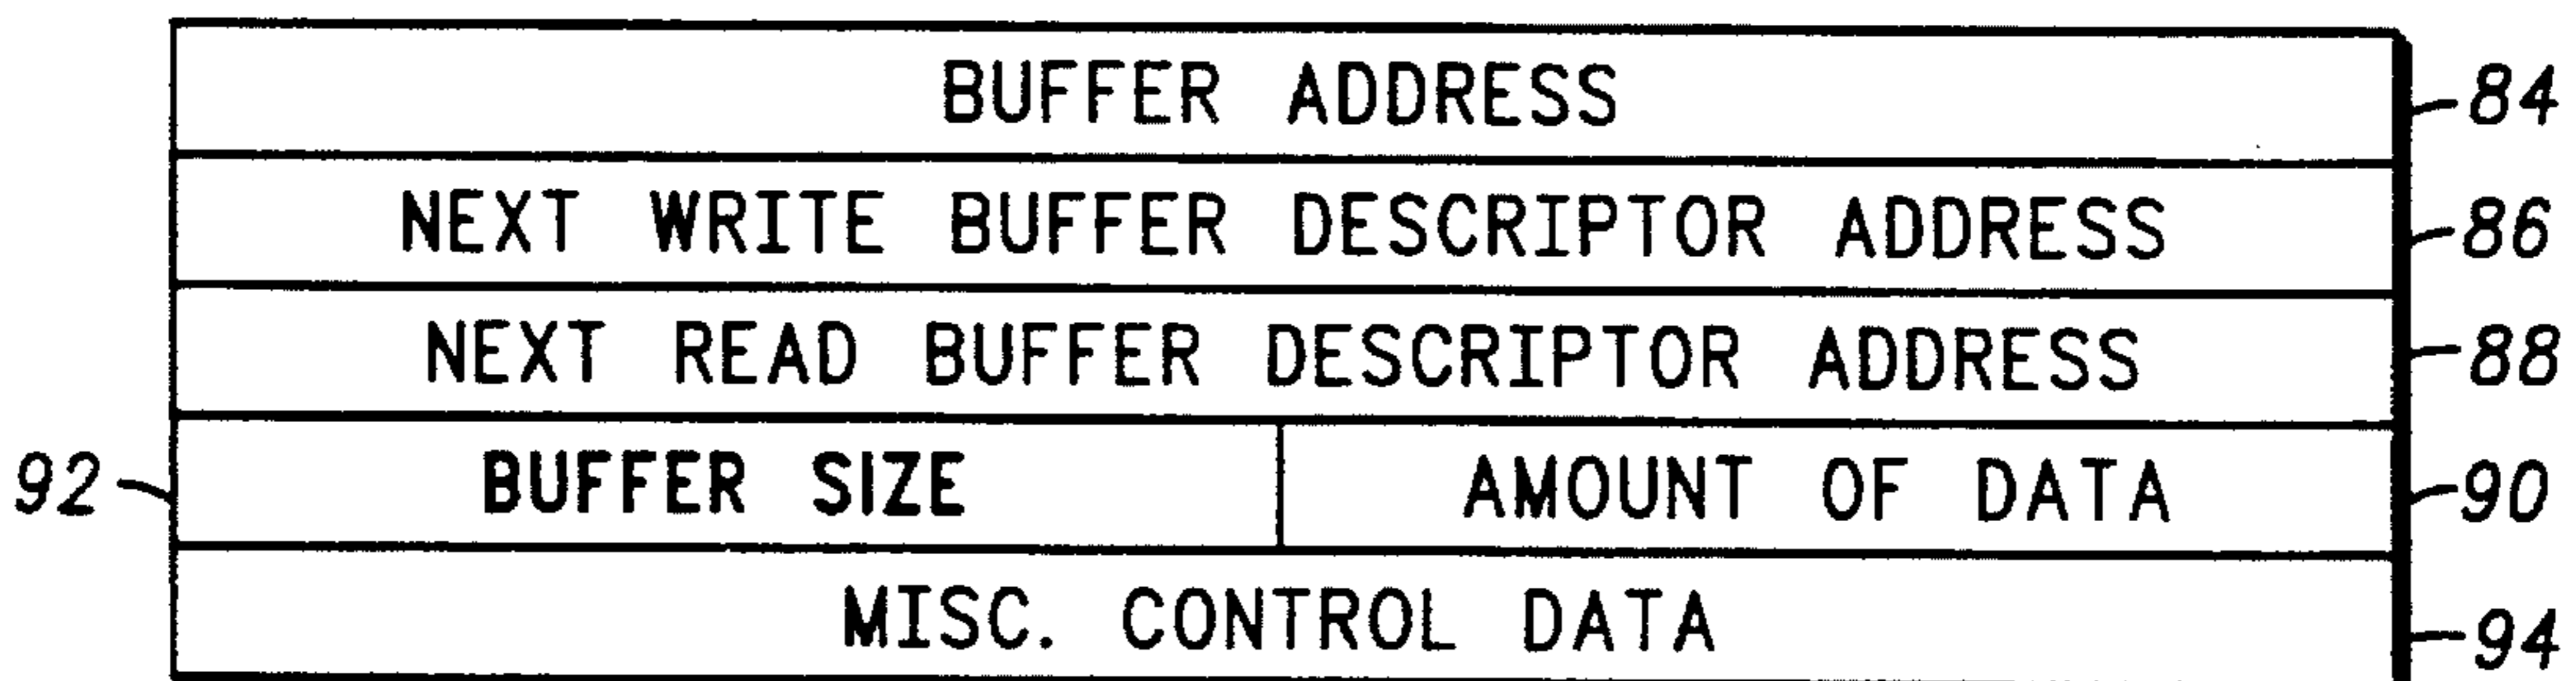 BUFFER ADDRESS 84
NEXT WRITE BUFFER DESCRIPTOR ADDRESS 86
NEXT READ BUFFER DESCRIPTOR ADDRESS 88
92 BUFFER SIZE AMOUNT OF DATA 90
MISC. CONTROL DATA 94